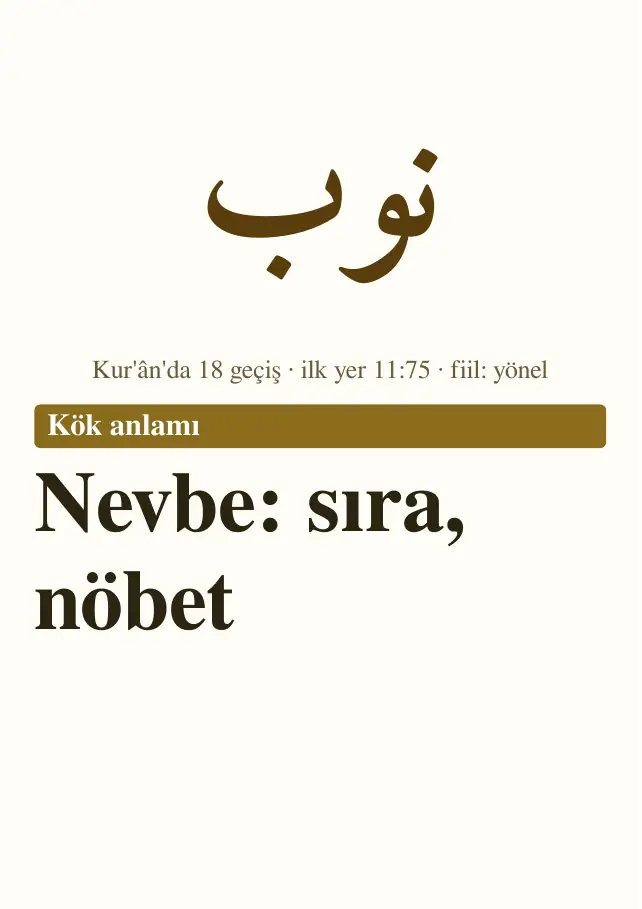 نوب
Kur'ân'da 18 geçiş · ilk yer 11:75 · fiil: yönel
Kök anlamı
Nevbe: sıra,
nöbet